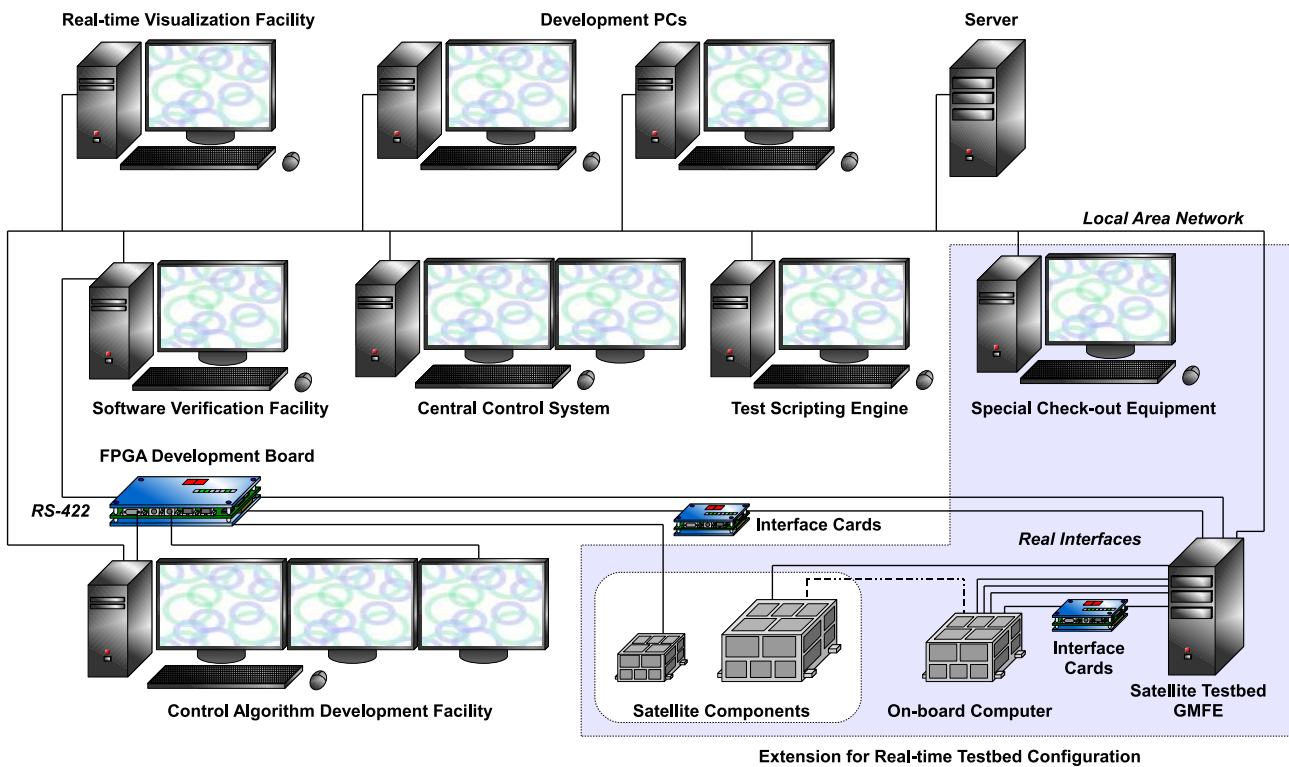 Real-time Visualization Facility
Development PCs
Server
Local Area Network
Software Verification Facility
Central Control System
Test Scripting Engine
Special Check-out Equipment
FPGA Development Board
RS-422
Interface Cards
Real Interfaces
Interface
Cards
Control Algorithm Development Facility
Satellite Components
On-board Computer
Satellite Testbed
GMFE
Extension for Real-time Testbed Configuration